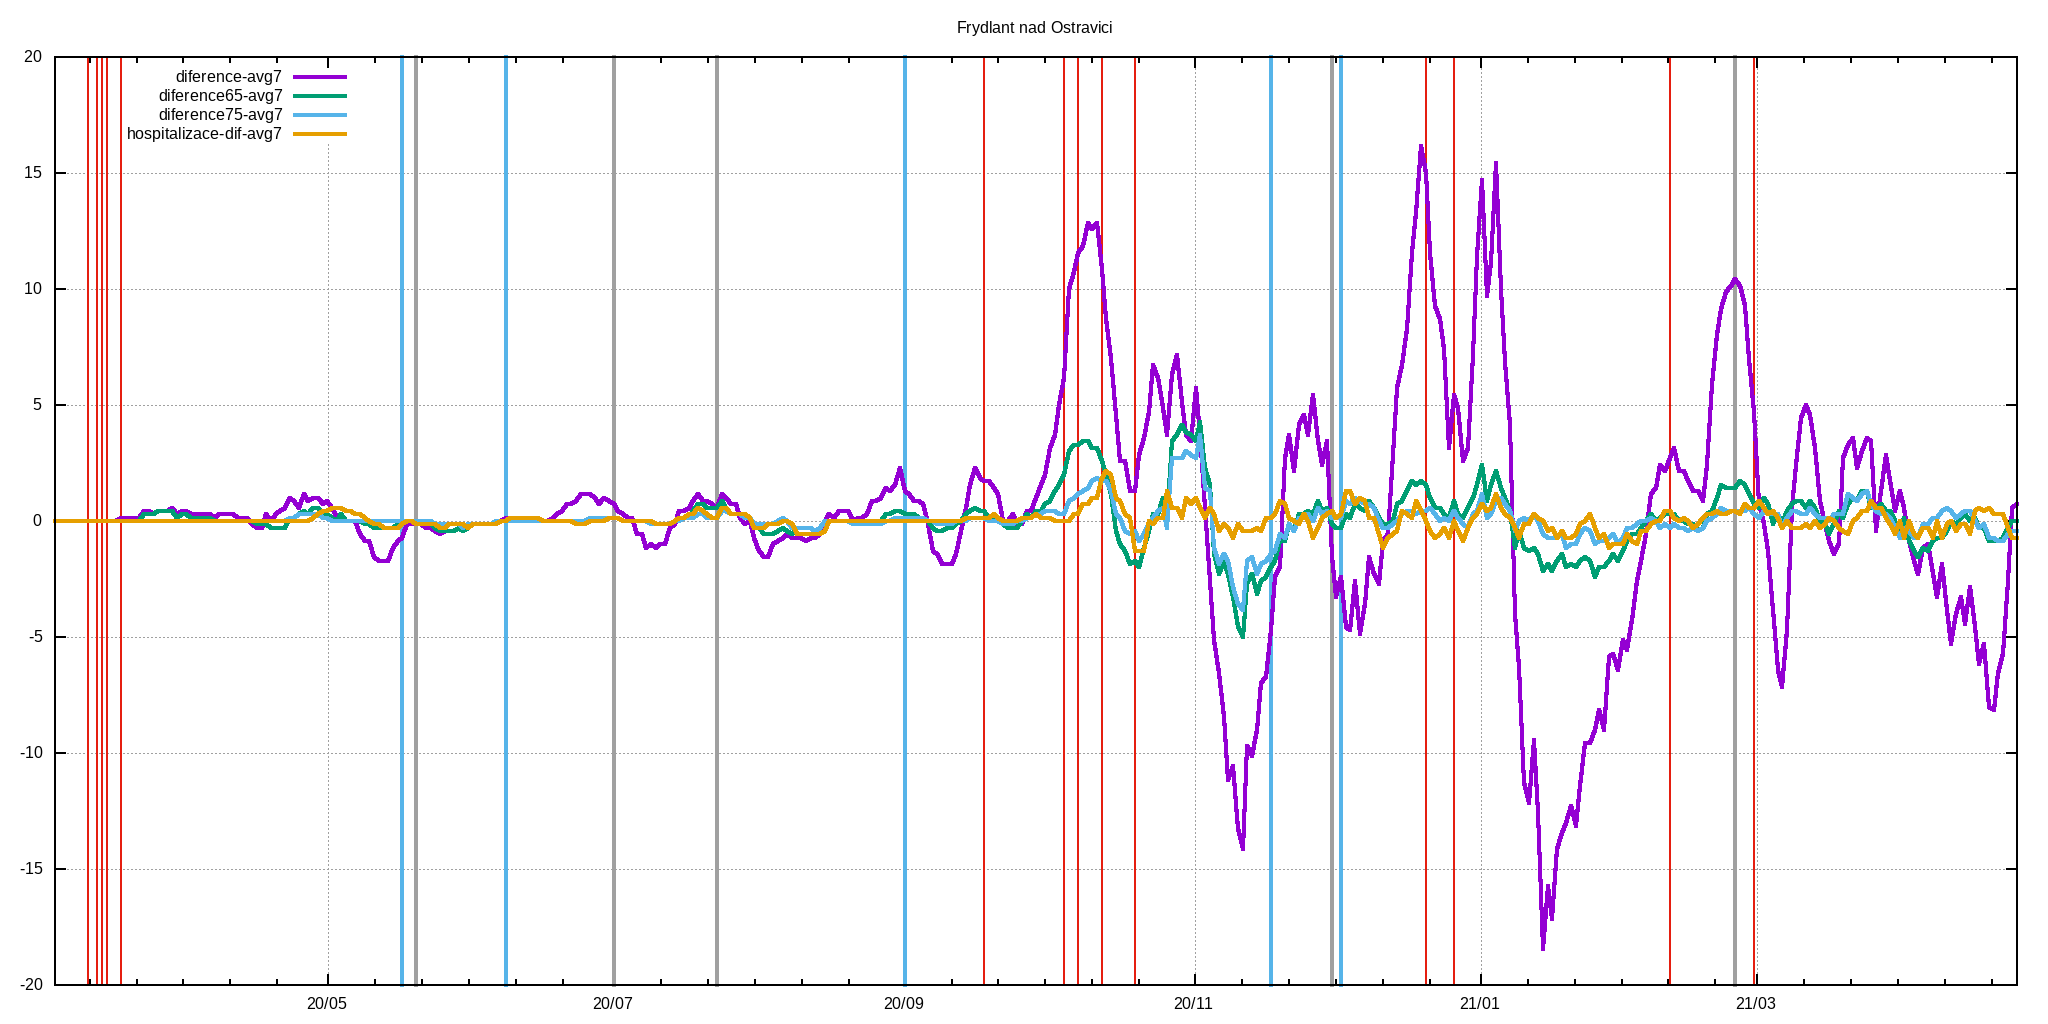 Frydlant nad Ostravici
diference-avg7
diference65-avg7
diference75-avg7
hospitalizace-dif-avg7
20
15
10
5
0
-5
-10
-15
-20
20/05 20/07 20/09 20/11 21/01 21/03